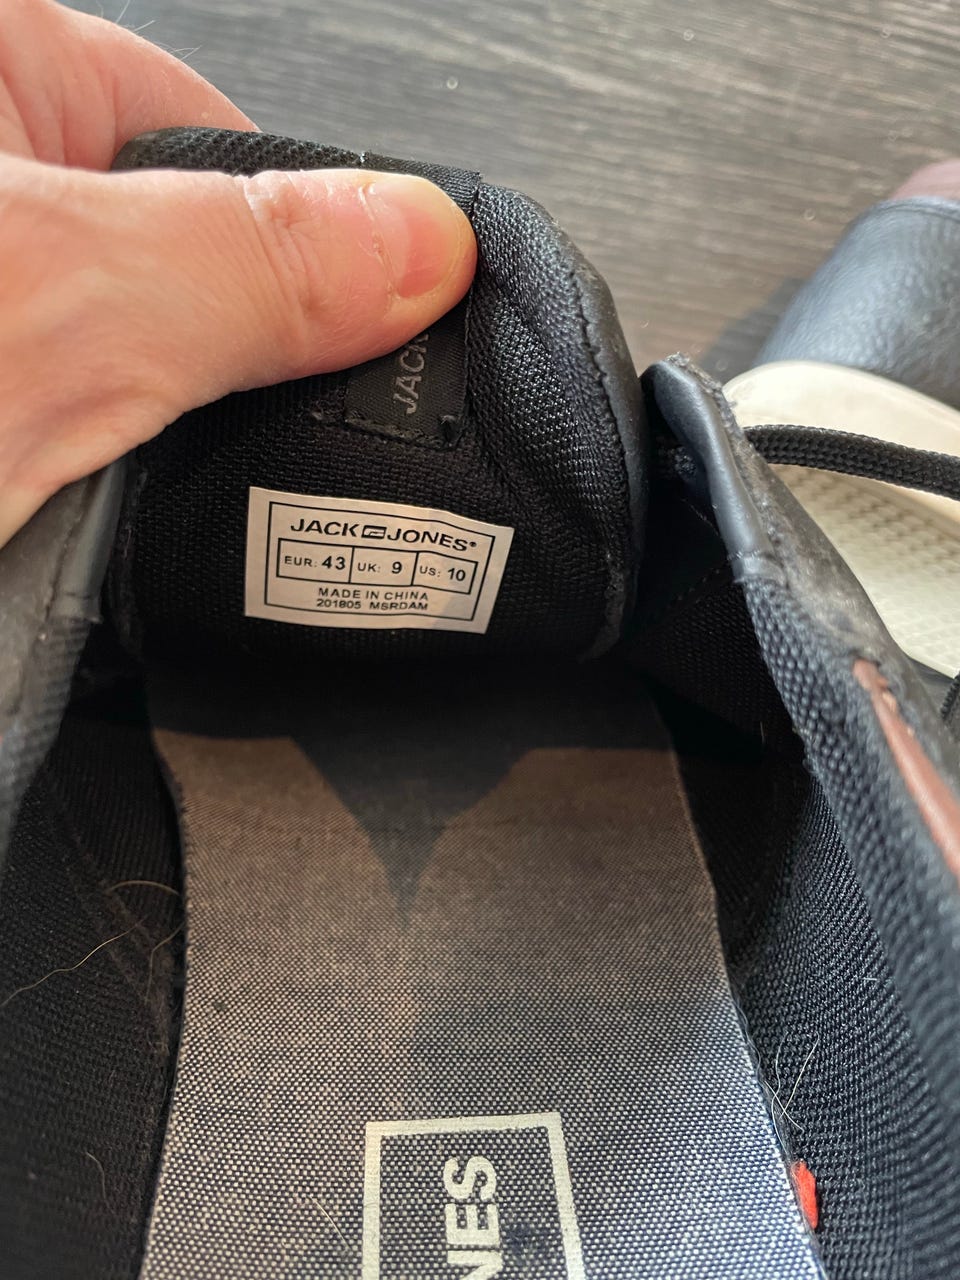 JACK
JACK JONES®
EUR: 43 UK: 9 US: 10
MADE IN CHINA
201805 MSRDAM
NES